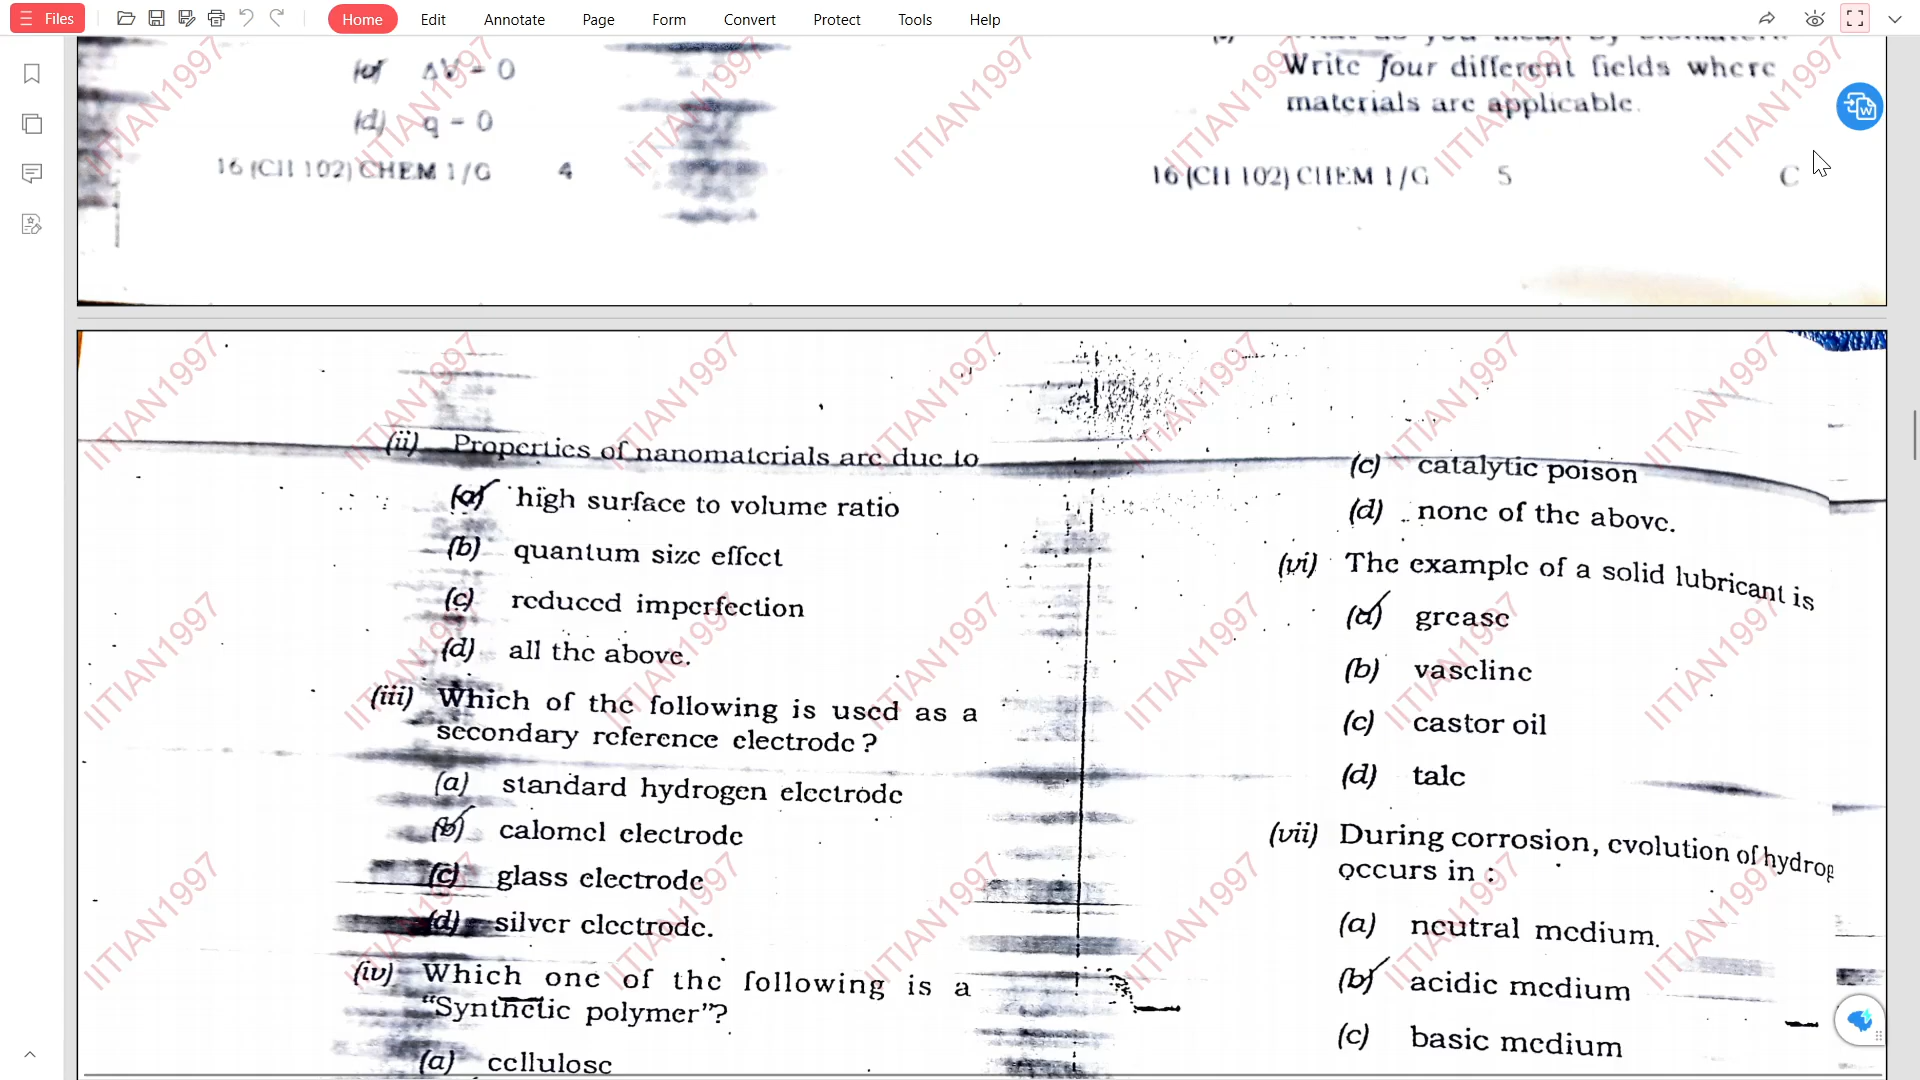 Files
Home
Edit
Annotate
Page
Form
Convert
Protect
Tools
Help
ΔV = 0
(d) q = 0
16 (CH 102) CHEM 1/G 4
Write four different fields where
materials are applicable.
16 (CH 102) CHEM 1/G 5 C
(ii) Properties of nanomaterials are due to
(a) high surface to volume ratio
(b) quantum size effect
(c) reduced imperfection
(d) all the above.
(iii) Which of the following is used as a
secondary reference electrode ?
(a) standard hydrogen electrode
(b) calomel electrode
(c) glass electrode
(d) silver electrode.
(iv) Which one of the following is a
“Synthetic polymer”?
(a) cellulose
(c) catalytic poison
(d) none of the above.
(vi) The example of a solid lubricant is
(a) grease
(b) vaseline
(c) castor oil
(d) talc
(vii) During corrosion, evolution of hydrog
occurs in :
(a) neutral medium.
(b) acidic medium
(c) basic medium
IITIAN1997